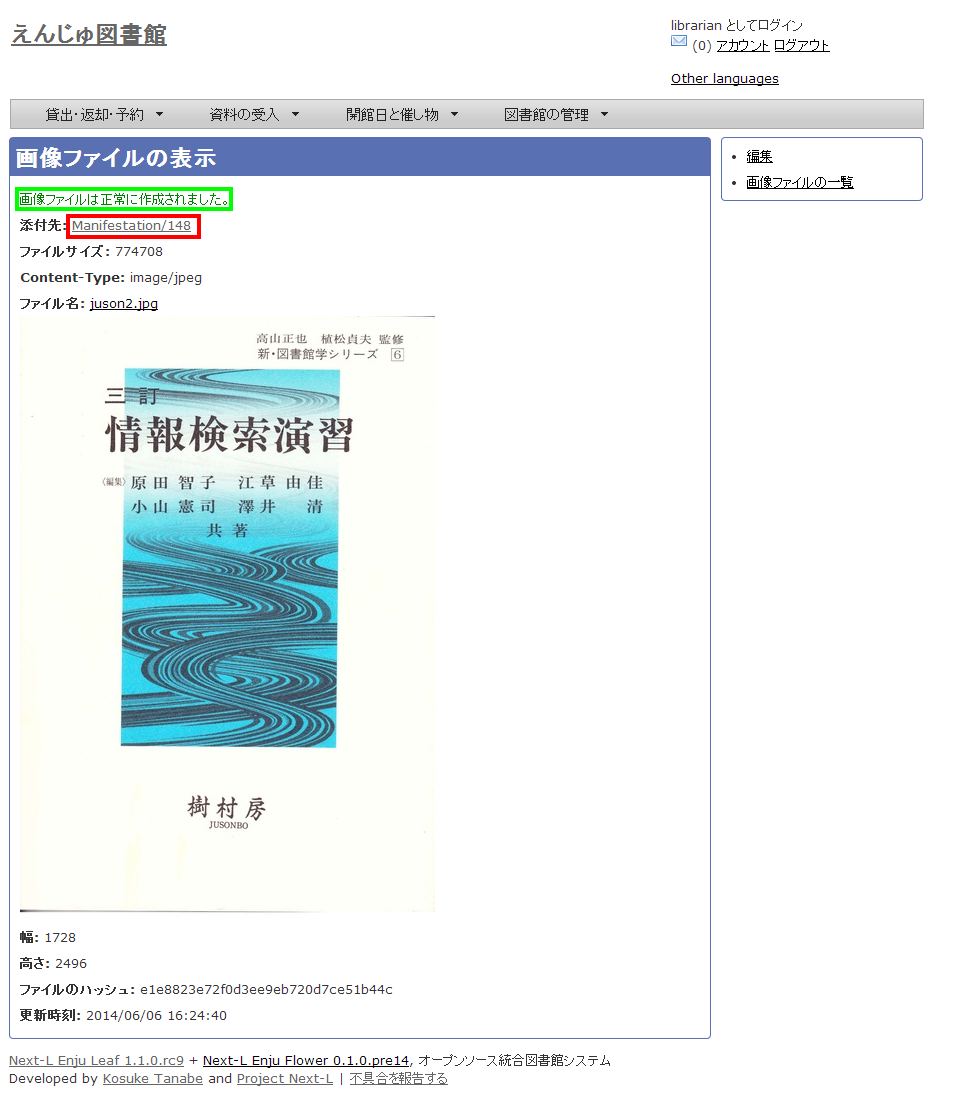 えんじゅ図書館
librarian としてログイン
(0) アカウント ログアウト
Other languages
貸出・返却・予約 資料の受入 開館日と催し物 図書館の管理
画像ファイルの表示
画像ファイルは正常に作成されました。
添付先: Manifestation/148
ファイルサイズ: 774708
Content-Type: image/jpeg
ファイル名: juson2.jpg
高山正也 植松貞夫 監修
新・図書館学シリーズ 6
三訂
情報検索演習
〈編集〉原田智子 江草由佳
小山憲司 澤井 清
共著
樹村房
JUSONBO
幅: 1728
高さ: 2496
ファイルのハッシュ: e1e8823e72f0d3ee9eb720d7ce51b44c
更新時刻: 2014/06/06 16:24:40
編集
画像ファイルの一覧
Next-L Enju Leaf 1.1.0.rc9 + Next-L Enju Flower 0.1.0.pre14, オープンソース統合図書館システム
Developed by Kosuke Tanabe and Project Next-L | 不具合を報告する